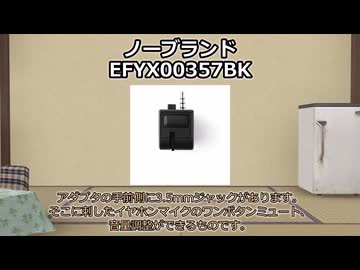 ノーブランド
EFYX00357BK
アダプタの手前側に3.5mmジャックがあります。
そこに刺したイヤホンマイクのワンボタンミュート、
音量調整ができるものです。